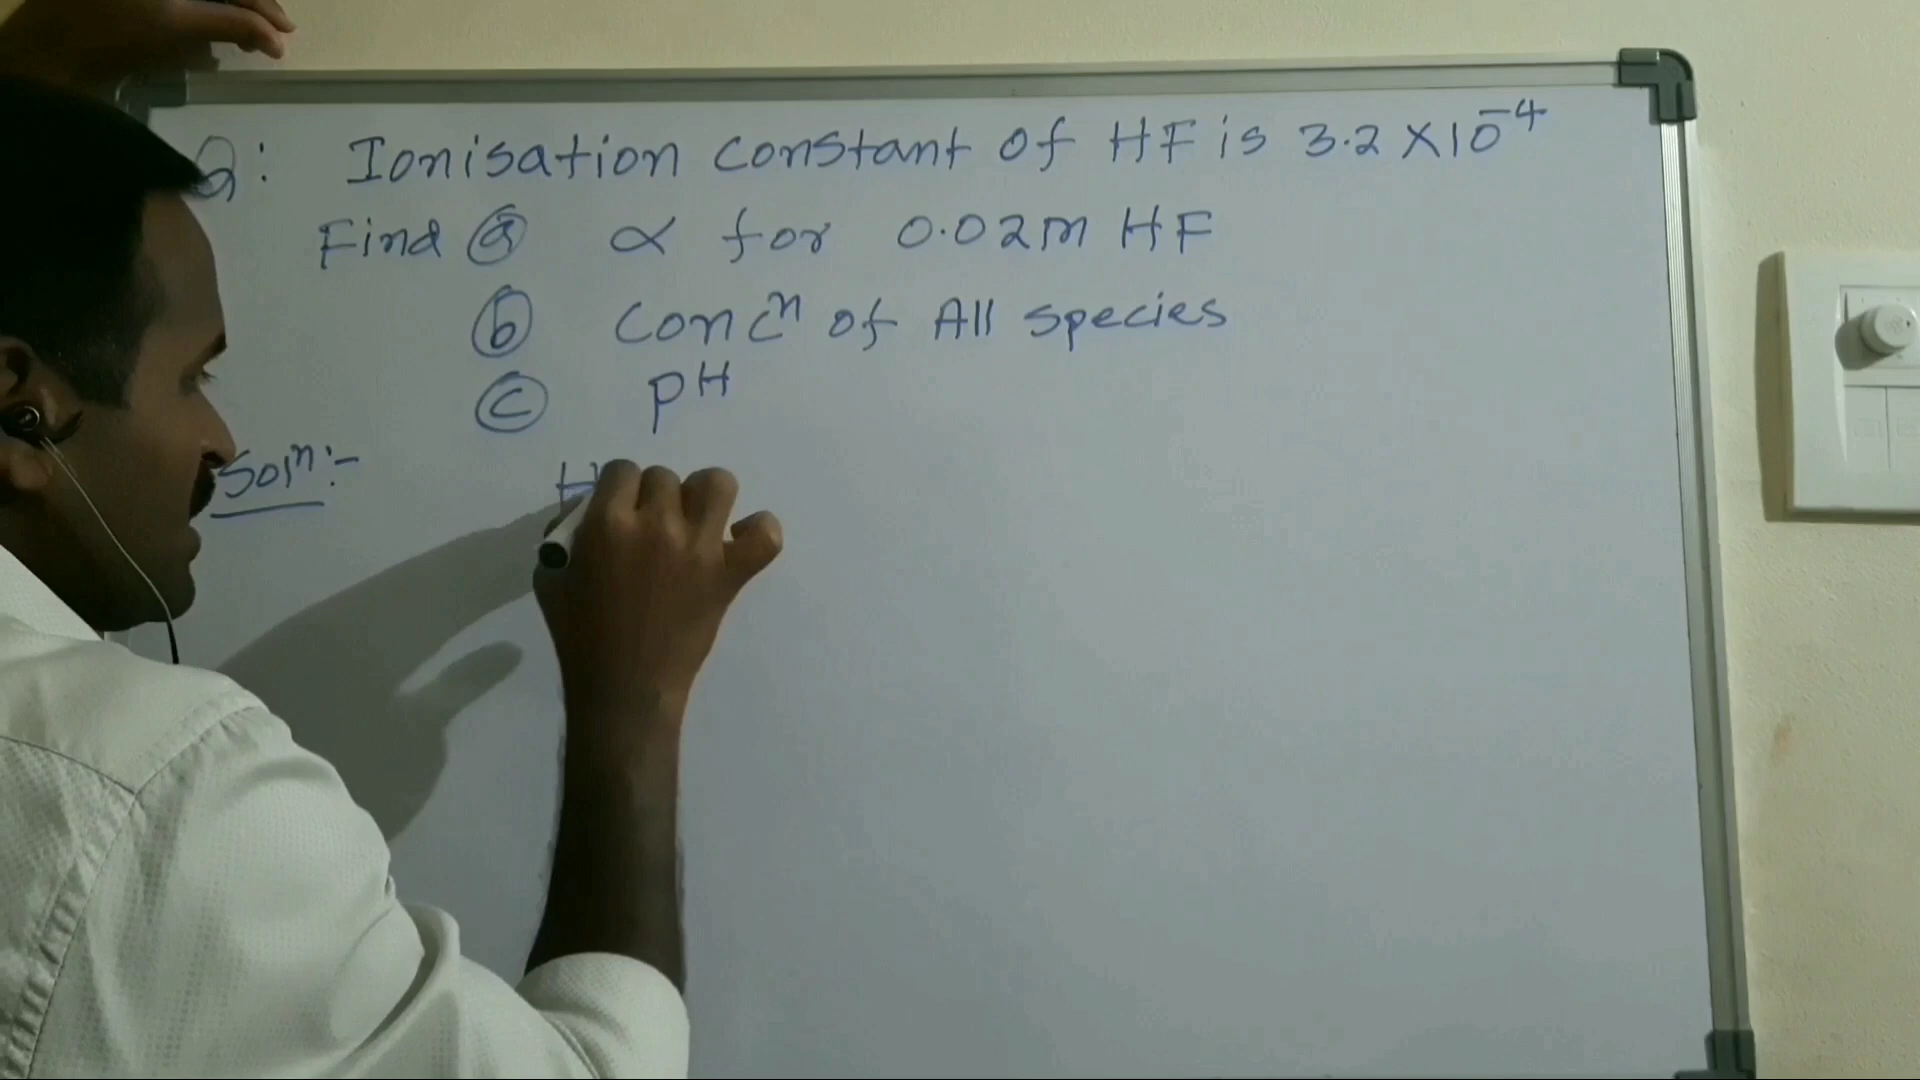 Q: Ionisation constant of HF is 3.2 × 10⁻⁴
Find ⓐ α for 0.02M HF
ⓑ Concⁿ of All species
ⓒ pH
Solⁿ:-
H